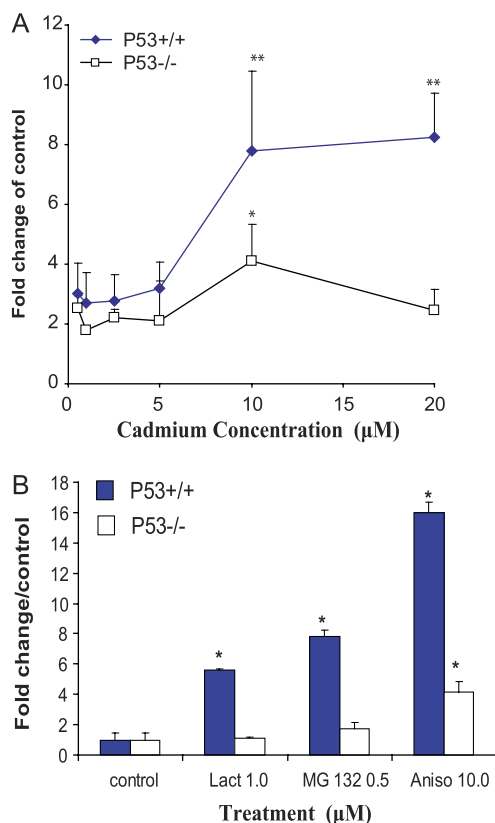 A
P53+/+
P53-/-
Fold change of control
12
10
8
6
4
2
0
** 
**
*
0 5 10 15 20
Cadmium Concentration (μM)
B
P53+/+
P53-/-
Fold change/control
18
16
14
12
10
8
6
4
2
0
*
*
*
*
control Lact 1.0 MG 132 0.5 Aniso 10.0
Treatment (μM)